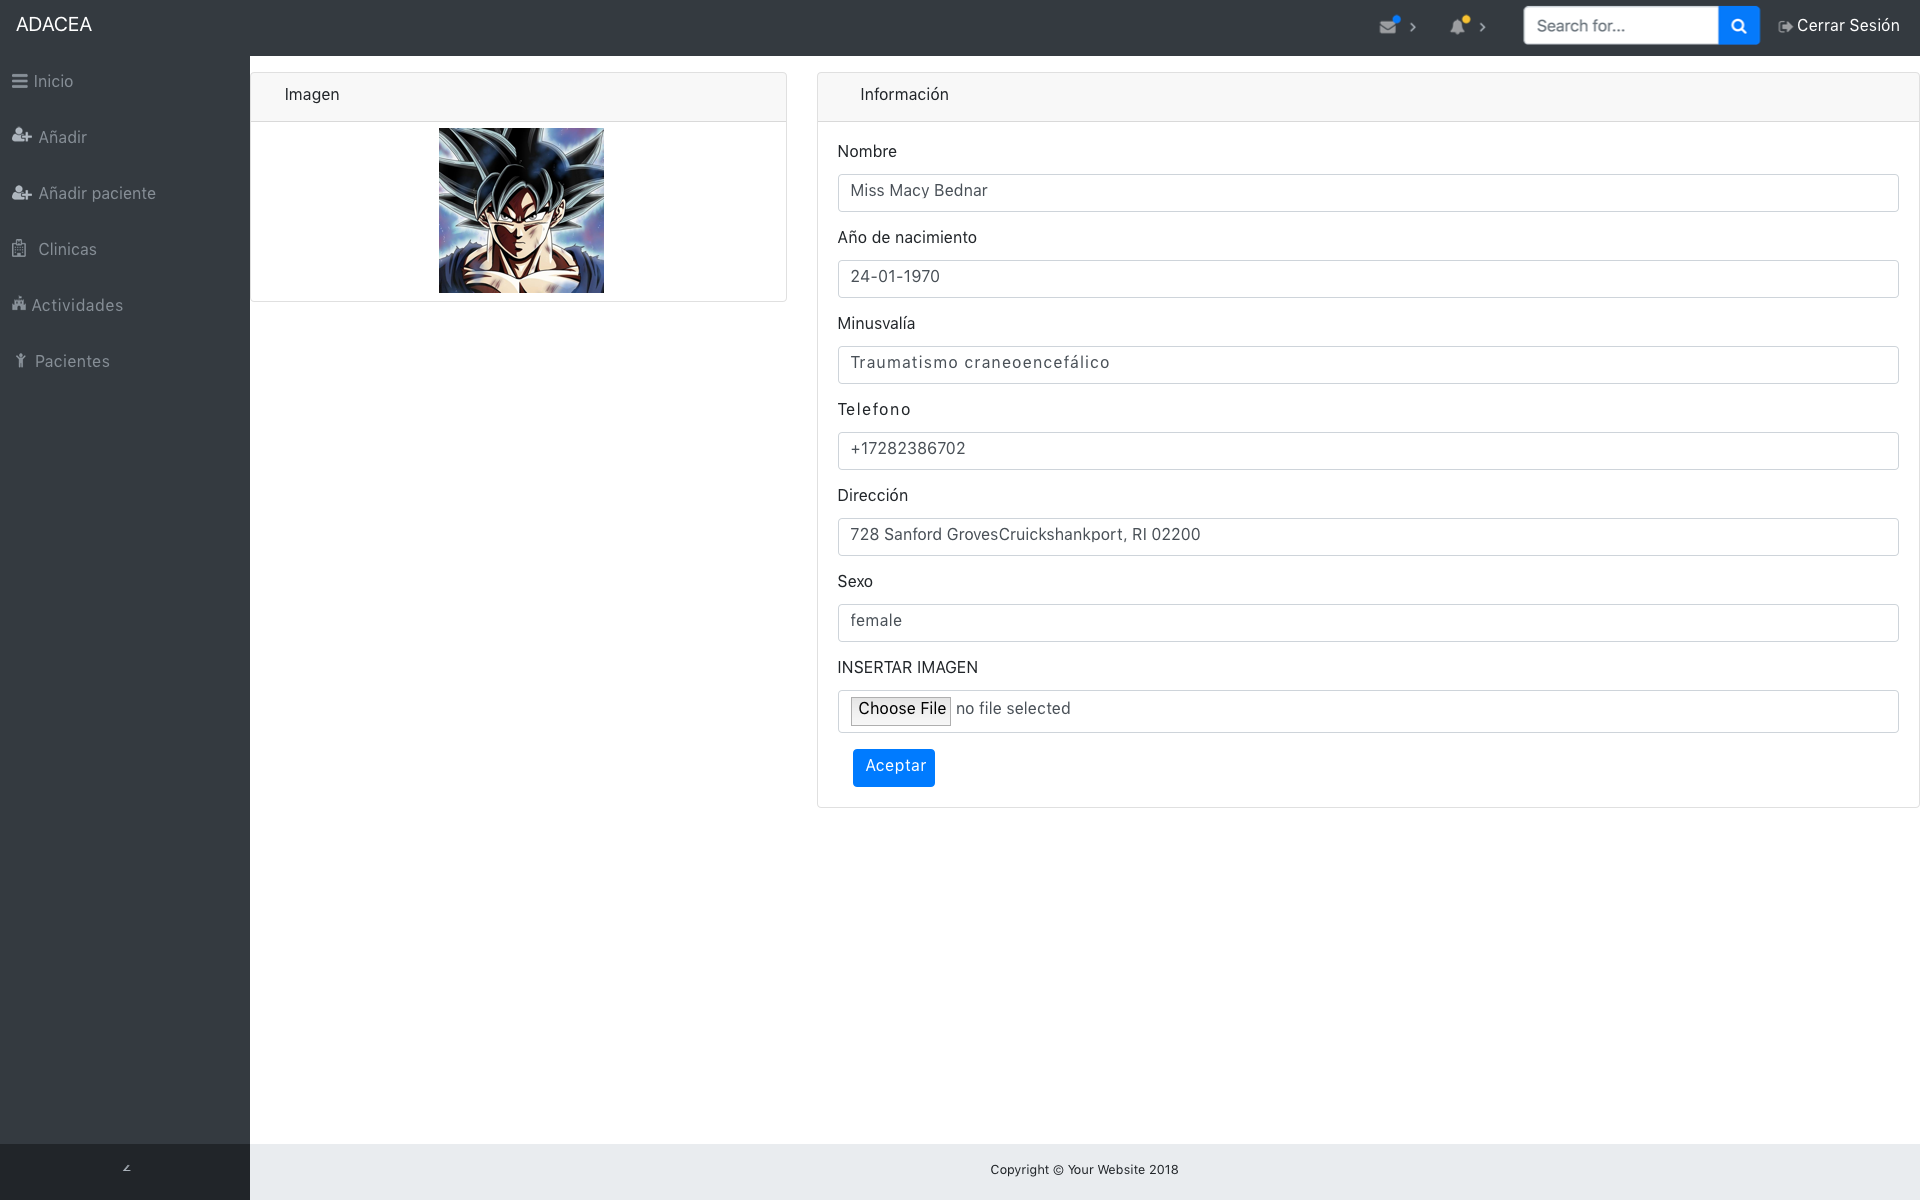 ADACEA
Search for...
Cerrar Sesión
Inicio
Añadir
Añadir paciente
Clinicas
Actividades
Pacientes
Imagen
Información
Nombre
Miss Macy Bednar
Año de nacimiento
24-01-1970
Minusvalía
Traumatismo craneoencefálico
Telefono
+17282386702
Dirección
728 Sanford GrovesCruickshankport, RI 02200
Sexo
female
INSERTAR IMAGEN
Choose File no file selected
Aceptar
Copyright © Your Website 2018